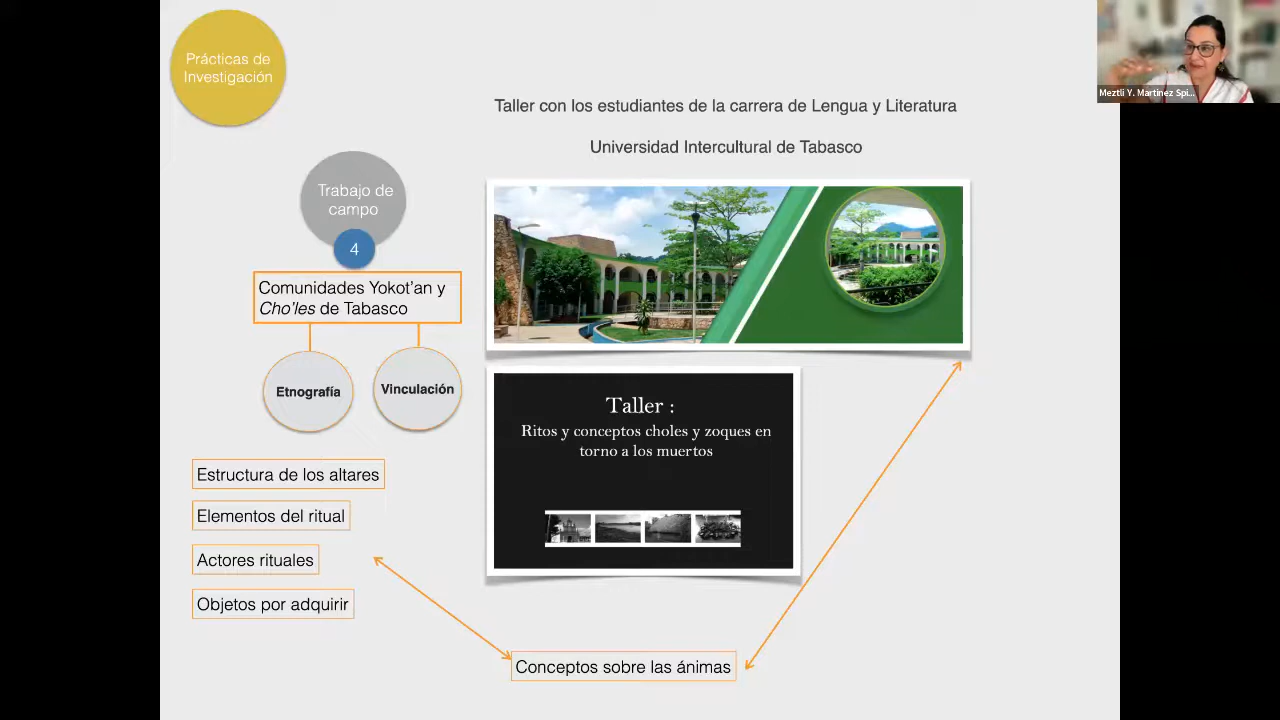 Prácticas de
Investigación
Meztli Y. Martínez Spi...
Taller con los estudiantes de la carrera de Lengua y Literatura
Universidad Intercultural de Tabasco
Trabajo de
campo
4
Comunidades Yokot’an y
Cho’les de Tabasco
Etnografía
Vinculación
Taller :
Ritos y conceptos choles y zoques en
torno a los muertos
Estructura de los altares
Elementos del ritual
Actores rituales
Objetos por adquirir
Conceptos sobre las ánimas